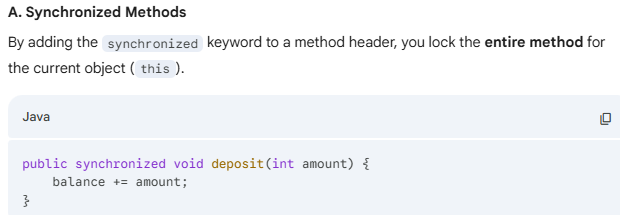 A. Synchronized Methods
By adding the synchronized keyword to a method header, you lock the entire method for
the current object ( this ).
Java
public synchronized void deposit(int amount) {
    balance += amount;
}